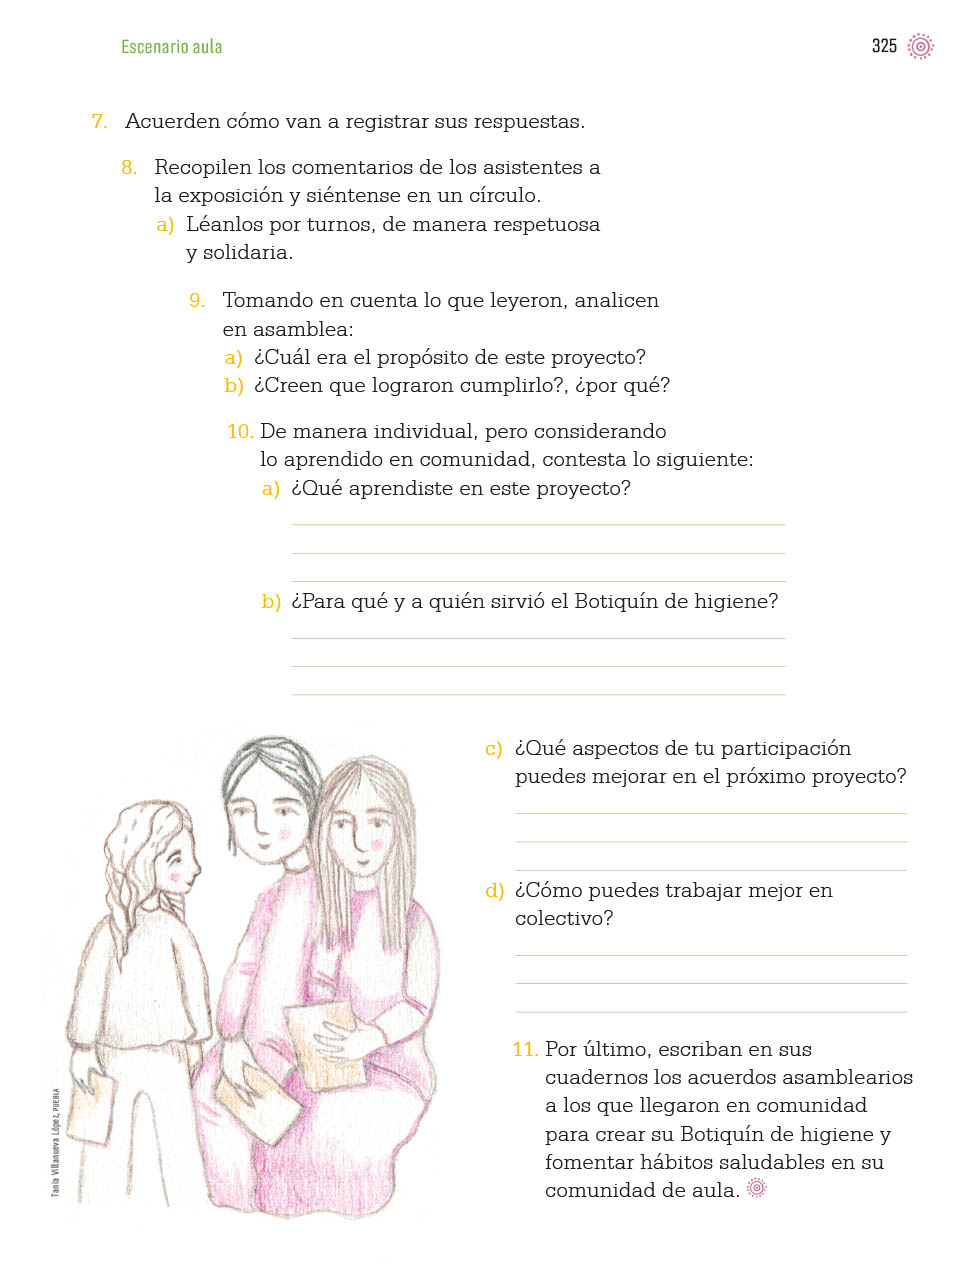 Escenario aula
325
7. Acuerden cómo van a registrar sus respuestas.
8. Recopilen los comentarios de los asistentes a
la exposición y siéntense en un círculo.
a) Léanlos por turnos, de manera respetuosa
y solidaria.
9. Tomando en cuenta lo que leyeron, analicen
en asamblea:
a) ¿Cuál era el propósito de este proyecto?
b) ¿Creen que lograron cumplirlo?, ¿por qué?
10. De manera individual, pero considerando
lo aprendido en comunidad, contesta lo siguiente:
a) ¿Qué aprendiste en este proyecto?
b) ¿Para qué y a quién sirvió el Botiquín de higiene?
c) ¿Qué aspectos de tu participación
puedes mejorar en el próximo proyecto?
d) ¿Cómo puedes trabajar mejor en
colectivo?
11. Por último, escriban en sus
cuadernos los acuerdos asamblearios
a los que llegaron en comunidad
para crear su Botiquín de higiene y
fomentar hábitos saludables en su
comunidad de aula.
Tania Villanueva López, PUEBLA